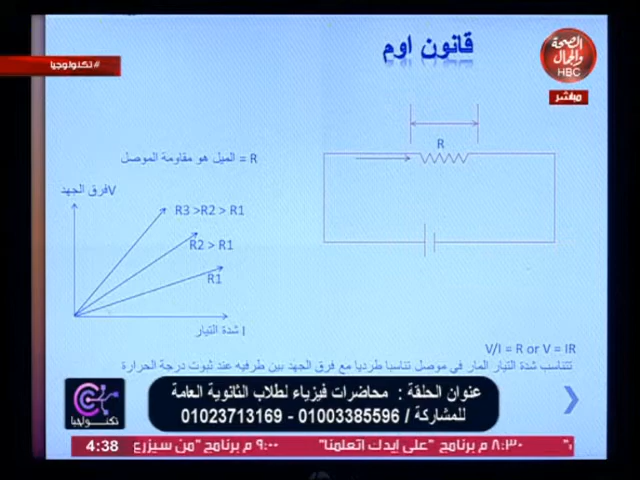 قانون اوم
الصحة
والجمال
HBC
مباشر
#تكنولوجيا
R
R = الميل هو مقاومة الموصل
Vفرق الجهد
R3 >R2 > R1
R2 > R1
R1
I شدة التيار
V/I = R or V = IR
تتناسب شدة التيار المار في موصل تناسبا طرديا مع فرق الجهد بين طرفيه عند ثبوت درجة الحرارة
عنوان الحلقة : محاضرات فيزياء لطلاب الثانوية العامة
للمشاركة / 01003385596 - 01023713169
تكنولوجيا
4:38
٨:٣٠ م برنامج "على إيدك اتعلمنا" ٩:٠٠ م برنامج "من سيزرع